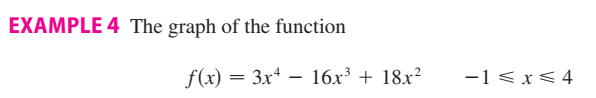 EXAMPLE 4 The graph of the function
f(x) = 3x⁴ − 16x³ + 18x² −1 ≤ x ≤ 4